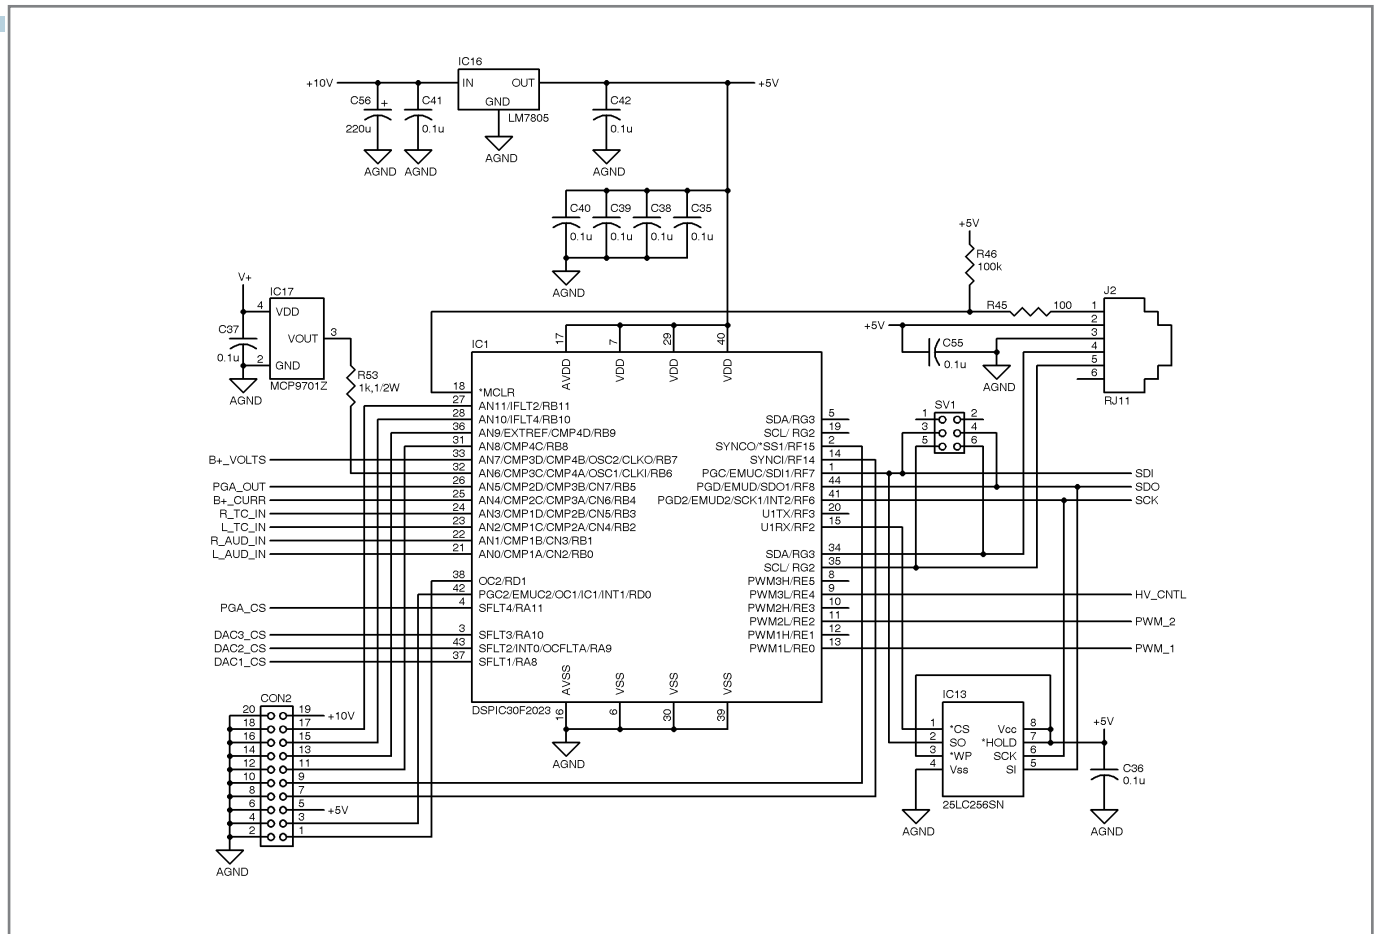 IC16
+10V
IN
OUT
+5V
GND
LM7805
C56
+
220u
C41
0.1u
C42
0.1u
AGND
AGND
AGND
AGND
C40
C39
C38
C35
0.1u
0.1u
0.1u
0.1u
AGND
+5V
R46
100k
V+
IC17
4
VDD
VOUT
3
C37
0.1u
2
GND
MCP9701Z
AGND
R53
1k,1/2W
R45
100
J2
1
2
3
4
5
6
RJ11
+5V
C55
0.1u
AGND
IC1
17
7
29
40
AVDD
VDD
VDD
VDD
18
*MCLR
27
AN11/IFLT2/RB11
28
AN10/IFLT4/RB10
36
AN9/EXTREF/CMP4D/RB9
31
AN8/CMP4C/RB8
B+_VOLTS
33
AN7/CMP3D/CMP4B/OSC2/CLKO/RB7
32
AN6/CMP3C/CMP4A/OSC1/CLKI/RB6
PGA_OUT
26
AN5/CMP2D/CMP3B/CN7/RB5
B+_CURR
25
AN4/CMP2C/CMP3A/CN6/RB4
R_TC_IN
24
AN3/CMP1D/CMP2B/CN5/RB3
L_TC_IN
23
AN2/CMP1C/CMP2A/CN4/RB2
R_AUD_IN
22
AN1/CMP1B/CN3/RB1
L_AUD_IN
21
AN0/CMP1A/CN2/RB0
38
OC2/RD1
42
PGC2/EMUC2/OC1/IC1/INT1/RD0
PGA_CS
4
SFLT4/RA11
DAC3_CS
3
SFLT3/RA10
DAC2_CS
43
SFLT2/INT0/OCFLTA/RA9
DAC1_CS
37
SFLT1/RA8
SDA/RG3
5
SCL/ RG2
19
SYNCO/*SS1/RF15
2
SYNCI/RF14
14
PGC/EMUC/SDI1/RF7
1
SDI
PGD/EMUD/SDO1/RF8
44
SDO
PGD2/EMUD2/SCK1/INT2/RF6
41
SCK
U1TX/RF3
20
U1RX/RF2
15
SDA/RG3
34
SCL/ RG2
35
PWM3H/RE5
8
PWM3L/RE4
9
HV_CNTL
PWM2H/RE3
10
PWM2L/RE2
11
PWM_2
PWM1H/RE1
12
PWM1L/RE0
13
PWM_1
SV1
1
2
3
4
5
6
AVSS
VSS
VSS
VSS
DSPIC30F2023
16
6
30
39
AGND
CON2
20
19
+10V
18
17
16
15
14
13
12
11
10
9
8
7
6
5
+5V
4
3
2
1
AGND
IC13
1
*CS
Vcc
8
2
SO
*HOLD
7
3
*WP
SCK
6
4
Vss
SI
5
25LC256SN
AGND
+5V
C36
0.1u
AGND